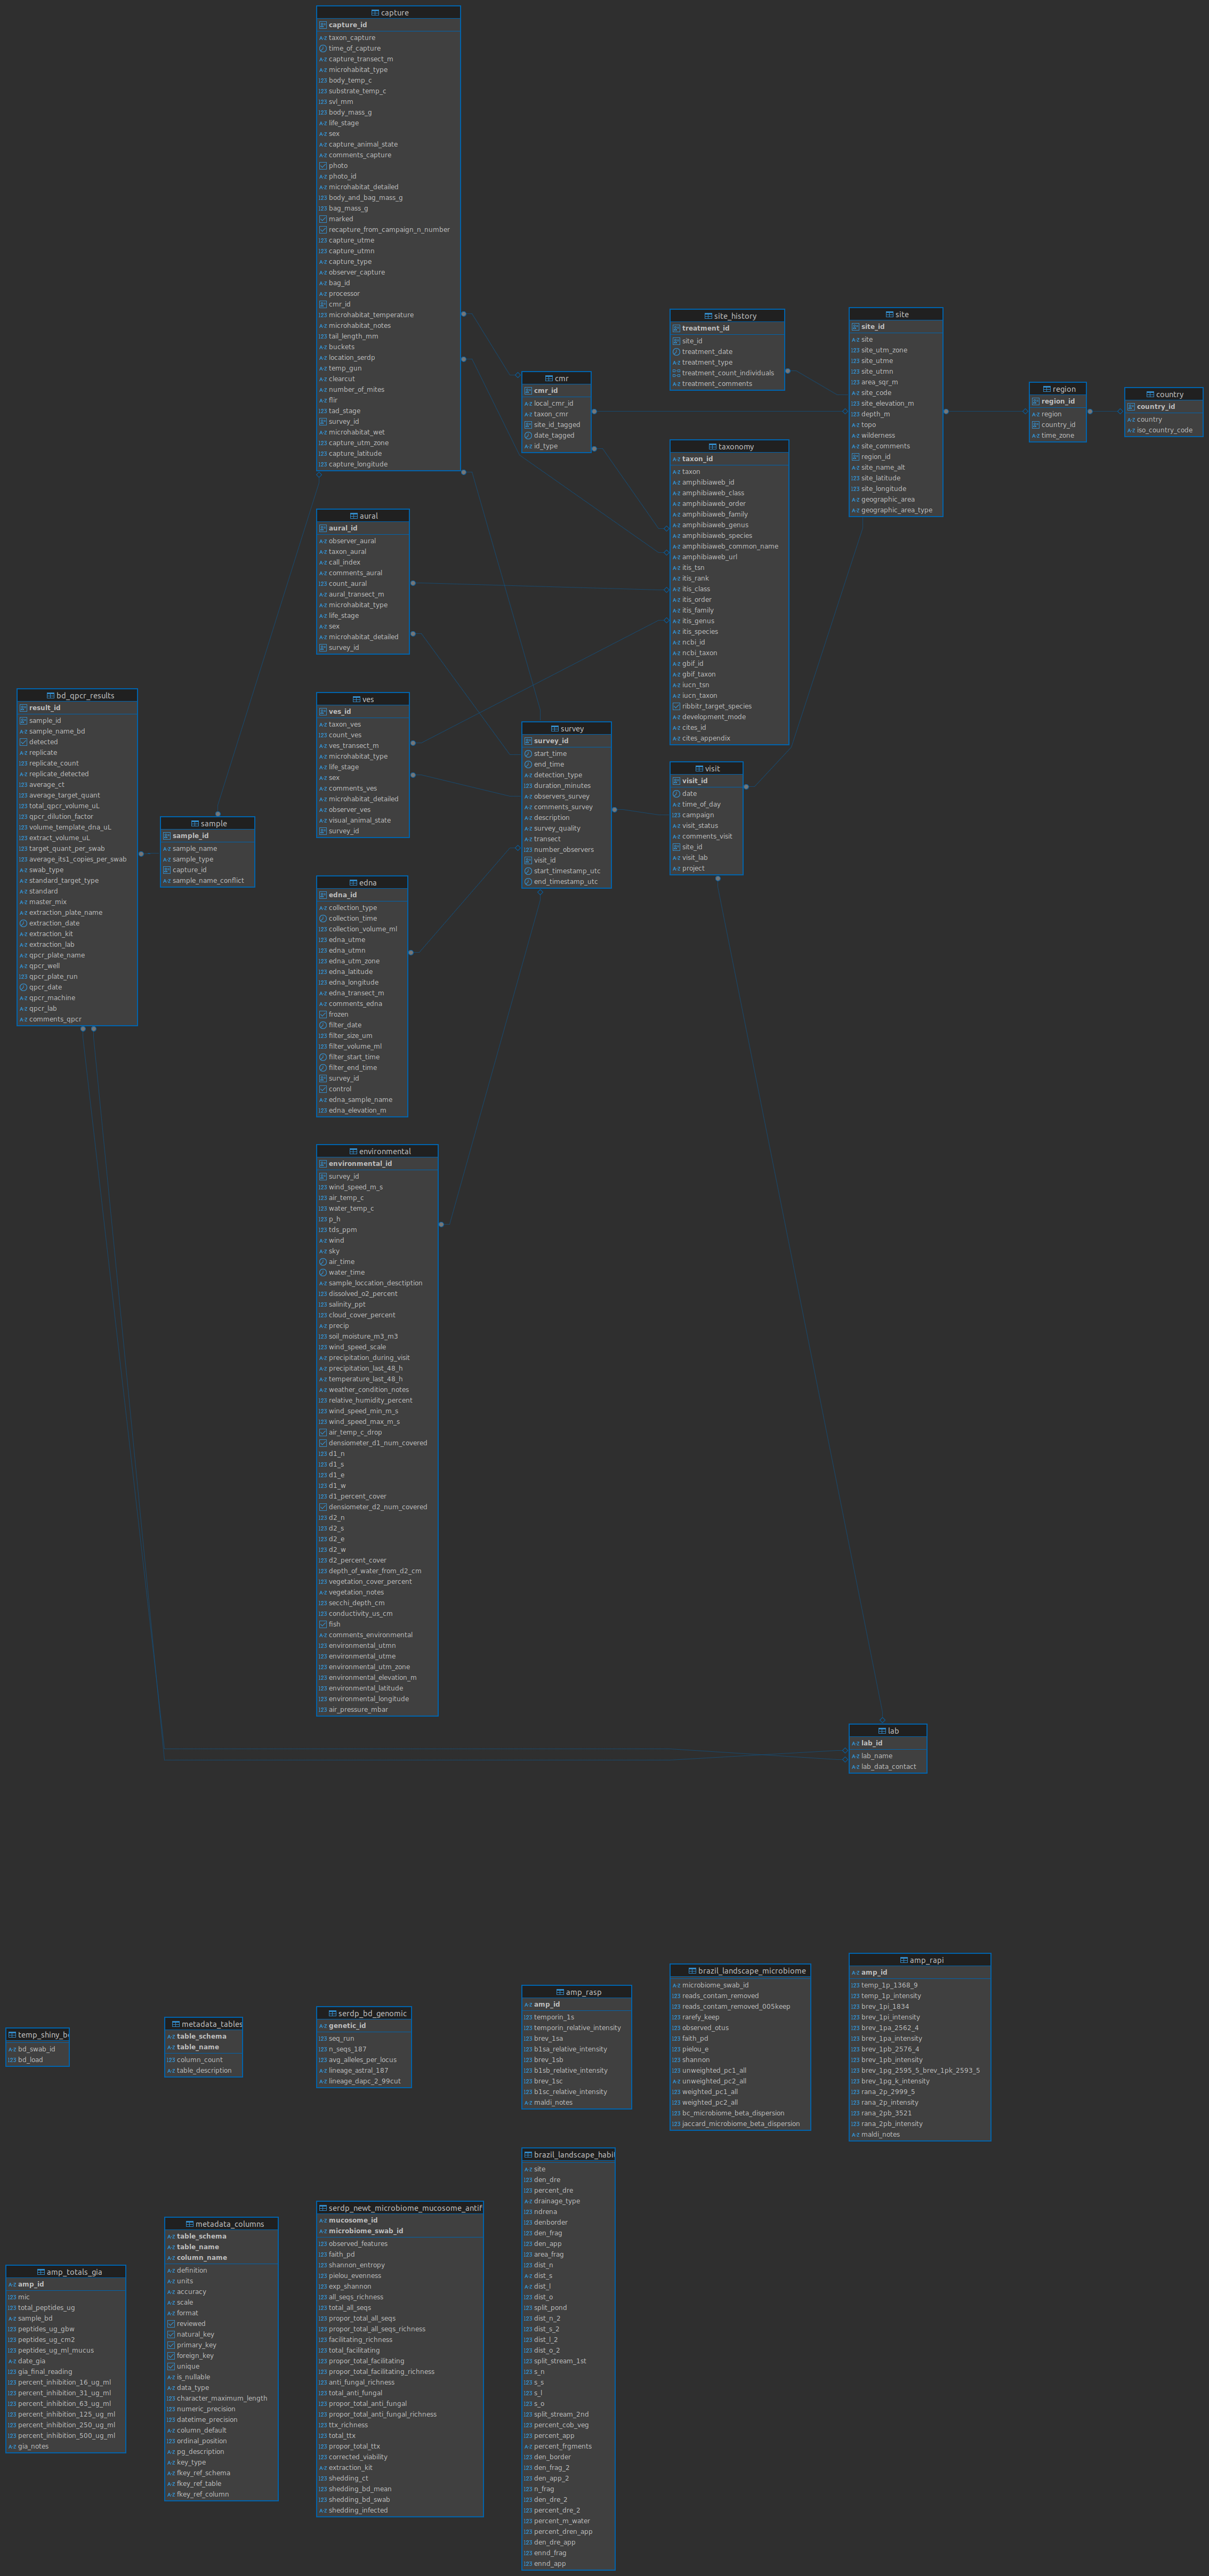 capture
capture_id
taxon_capture
time_of_capture
capture_transect_m
microhabitat_type
body_temp_c
substrate_temp_c
svl_mm
body_mass_g
life_stage
sex
capture_animal_state
comments_capture
photo
photo_id
microhabitat_detailed
body_and_bag_mass_g
bag_mass_g
marked
recapture_from_campaign_n_number
capture_utme
capture_utmn
capture_type
observer_capture
bag_id
processor
cmr_id
microhabitat_temperature
microhabitat_notes
tail_length_mm
buckets
location_serdp
temp_gun
clearcut
number_of_mites
flir
tad_stage
survey_id
microhabitat_wet
capture_utm_zone
capture_latitude
capture_longitude
cmr
cmr_id
local_cmr_id
taxon_cmr
site_id_tagged
date_tagged
id_type
site_history
treatment_id
site_id
treatment_date
treatment_type
treatment_count_individuals
treatment_comments
site
site_id
site
site_utm_zone
site_utme
site_utmn
area_sqr_m
site_code
site_elevation_m
depth_m
topo
wilderness
site_comments
region_id
site_name_alt
site_latitude
site_longitude
geographic_area
geographic_area_type
region
region_id
region
country_id
time_zone
country
country_id
country
iso_country_code
taxonomy
taxon_id
taxon
amphibiaweb_id
amphibiaweb_class
amphibiaweb_order
amphibiaweb_family
amphibiaweb_genus
amphibiaweb_species
amphibiaweb_common_name
amphibiaweb_url
itis_tsn
itis_rank
itis_class
itis_order
itis_family
itis_genus
itis_species
ncbi_id
ncbi_taxon
gbif_id
gbif_taxon
iucn_tsn
iucn_taxon
ribbitr_target_species
development_mode
cites_id
cites_appendix
aural
aural_id
observer_aural
taxon_aural
call_index
comments_aural
count_aural
aural_transect_m
microhabitat_type
life_stage
sex
microhabitat_detailed
survey_id
bd_qpcr_results
result_id
sample_id
sample_name_bd
detected
replicate
replicate_count
replicate_detected
average_ct
average_target_quant
total_qpcr_volume_uL
qpcr_dilution_factor
volume_template_dna_uL
extract_volume_uL
target_quant_per_swab
average_its1_copies_per_swab
swab_type
standard_target_type
standard
master_mix
extraction_plate_name
extraction_date
extraction_kit
extraction_lab
qpcr_plate_name
qpcr_well
qpcr_plate_run
qpcr_date
qpcr_machine
qpcr_lab
comments_qpcr
sample
sample_id
sample_name
sample_type
capture_id
sample_name_conflict
ves
ves_id
taxon_ves
count_ves
ves_transect_m
microhabitat_type
life_stage
sex
comments_ves
microhabitat_detailed
observer_ves
visual_animal_state
survey_id
survey
survey_id
start_time
end_time
detection_type
duration_minutes
observers_survey
comments_survey
description
survey_quality
transect
number_observers
visit_id
start_timestamp_utc
end_timestamp_utc
visit
visit_id
date
time_of_day
campaign
visit_status
comments_visit
site_id
visit_lab
project
edna
edna_id
collection_type
collection_time
collection_volume_ml
edna_utme
edna_utmn
edna_utm_zone
edna_latitude
edna_longitude
edna_transect_m
comments_edna
frozen
filter_date
filter_size_um
filter_volume_ml
filter_start_time
filter_end_time
survey_id
control
edna_sample_name
edna_elevation_m
environmental
environmental_id
survey_id
wind_speed_m_s
air_temp_c
water_temp_c
p_h
tds_ppm
wind
sky
air_time
water_time
sample_loccation_desctiption
dissolved_o2_percent
salinity_ppt
cloud_cover_percent
precip
soil_moisture_m3_m3
wind_speed_scale
precipitation_during_visit
precipitation_last_48_h
temperature_last_48_h
weather_condition_notes
relative_humidity_percent
wind_speed_min_m_s
wind_speed_max_m_s
air_temp_c_drop
densiometer_d1_num_covered
d1_n
d1_s
d1_e
d1_w
d1_percent_cover
densiometer_d2_num_covered
d2_n
d2_s
d2_e
d2_w
d2_percent_cover
depth_of_water_from_d2_cm
vegetation_cover_percent
vegetation_notes
secchi_depth_cm
conductivity_us_cm
fish
comments_environmental
environmental_utmn
environmental_utme
environmental_utm_zone
environmental_elevation_m
environmental_latitude
environmental_longitude
air_pressure_mbar
lab
lab_id
lab_name
lab_data_contact
temp_shiny_b
bd_swab_id
bd_load
metadata_tables
table_schema
table_name
column_count
table_description
serdp_bd_genomic
genetic_id
seq_run
n_seqs_187
avg_alleles_per_locus
lineage_astral_187
lineage_dapc_2_99cut
amp_rasp
amp_id
temporin_1s
temporin_relative_intensity
brev_1sa
b1sa_relative_intensity
brev_1sb
b1sb_relative_intensity
brev_1sc
b1sc_relative_intensity
maldi_notes
brazil_landscape_microbiome
microbiome_swab_id
reads_contam_removed
reads_contam_removed_005keep
rarefy_keep
observed_otus
faith_pd
pielou_e
shannon
unweighted_pc1_all
unweighted_pc2_all
weighted_pc1_all
weighted_pc2_all
bc_microbiome_beta_dispersion
jaccard_microbiome_beta_dispersion
amp_rapi
amp_id
temp_1p_1368_9
temp_1p_intensity
brev_1pi_1834
brev_1pi_intensity
brev_1pa_2562_4
brev_1pa_intensity
brev_1pb_2576_4
brev_1pb_intensity
brev_1pg_2595_5_brev_1pk_2593_5
brev_1pg_k_intensity
rana_2p_2999_5
rana_2p_intensity
rana_2pb_3521
rana_2pb_intensity
maldi_notes
amp_totals_gia
amp_id
mic
total_peptides_ug
sample_bd
peptides_ug_gbw
peptides_ug_cm2
peptides_ug_ml_mucus
date_gia
gia_final_reading
percent_inhibition_16_ug_ml
percent_inhibition_31_ug_ml
percent_inhibition_63_ug_ml
percent_inhibition_125_ug_ml
percent_inhibition_250_ug_ml
percent_inhibition_500_ug_ml
gia_notes
metadata_columns
table_schema
table_name
column_name
definition
units
accuracy
scale
format
reviewed
natural_key
primary_key
foreign_key
unique
is_nullable
data_type
character_maximum_length
numeric_precision
datetime_precision
column_default
ordinal_position
pg_description
key_type
fkey_ref_schema
fkey_ref_table
fkey_ref_column
serdp_newt_microbiome_mucosome_antif
mucosome_id
microbiome_swab_id
observed_features
faith_pd
shannon_entropy
pielou_evenness
exp_shannon
all_seqs_richness
total_all_seqs
propor_total_all_seqs
propor_total_all_seqs_richness
facilitating_richness
total_facilitating
propor_total_facilitating
propor_total_facilitating_richness
anti_fungal_richness
total_anti_fungal
propor_total_anti_fungal
propor_total_anti_fungal_richness
ttx_richness
total_ttx
propor_total_ttx
corrected_viability
extraction_kit
shedding_ct
shedding_bd_mean
shedding_bd_swab
shedding_infected
brazil_landscape_habi
site
den_dre
percent_dre
drainage_type
ndrena
denborder
den_frag
den_app
area_frag
dist_n
dist_s
dist_l
dist_o
split_pond
dist_n_2
dist_s_2
dist_l_2
dist_o_2
split_stream_1st
s_n
s_s
s_l
s_o
split_stream_2nd
percent_cob_veg
percent_app
percent_frgments
den_border
den_frag_2
den_app_2
n_frag
den_dre_2
percent_dre_2
percent_m_water
percent_dren_app
den_dre_app
ennd_frag
ennd_app